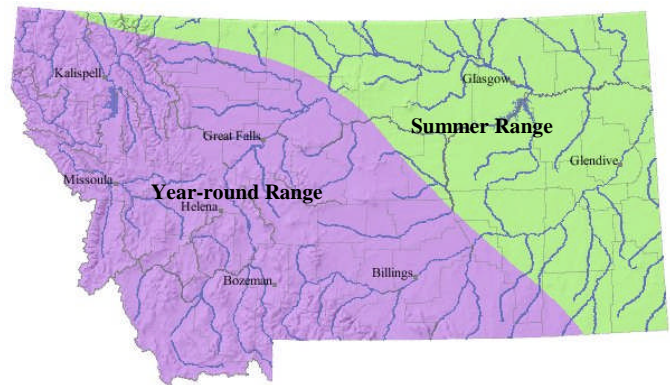 Kalispell
Glasgow
Summer Range
Great Falls
Glendive
Missoula
Year-round Range
Helena
Billings
Bozeman